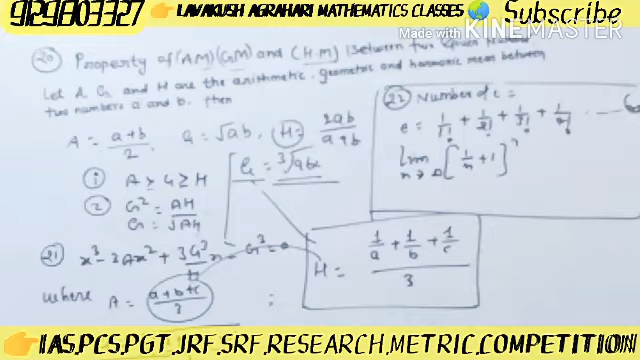 9129803327 👉 LAVAKUSH AGRAHARI MATHEMATICS CLASSES 🌎 Subscribe
Made With KINEMASTER
⑳ Property of (AM) (GM) and (H.M) Between two given
Let A, G, and H are the arithmetic, geometric and harmonic mean between
two numbers a and b. then
A = a+b/2, G = √ab, H = 2ab/a+b
G = ³√abc
① A ≥ G ≥ H
② G² = AH
G = √AH
㉑ x³ - 3Ax² + 3G³/H x - G³ = 0
where A = a+b+c/3 ;
H = 1/a + 1/b + 1/c / 3
㉒ Number of e =
e = 1/1! + 1/2! + 1/3! + 1/ + ---
lim [1/n + 1]ⁿ
👉 IAS.PCS.PGT.JRF.SRF.RESEARCH.METRIC.COMPETITION 👉